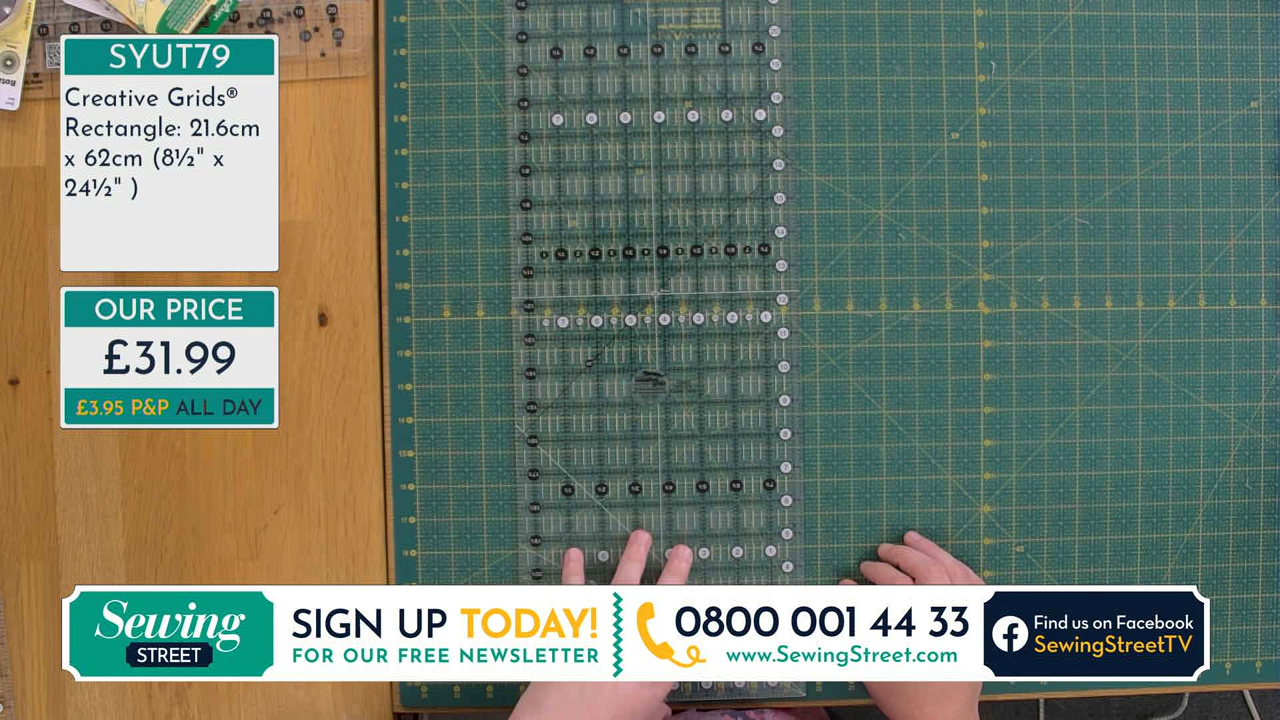 SYUT79
Creative Grids®
Rectangle: 21.6cm
x 62cm (8½" x
24½" )
OUR PRICE
£31.99
£3.95 P&P ALL DAY
Sewing
STREET
SIGN UP TODAY!
FOR OUR FREE NEWSLETTER
0800 001 44 33
www.SewingStreet.com
Find us on Facebook
SewingStreetTV